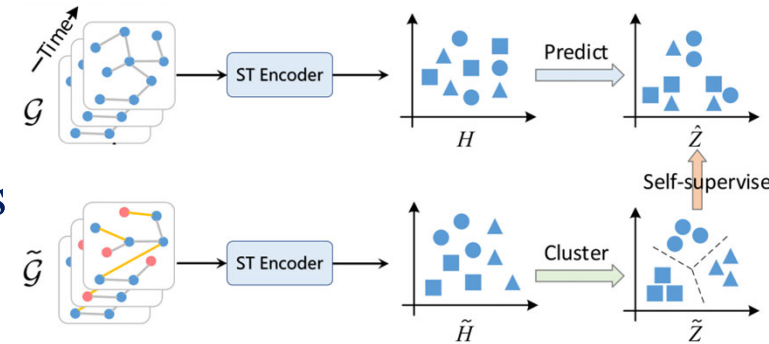 Time
ST Encoder
Predict
𝒢
H
Ẑ
Self-supervise
s
ST Encoder
Cluster
𝒢̃
H̃
Z̃